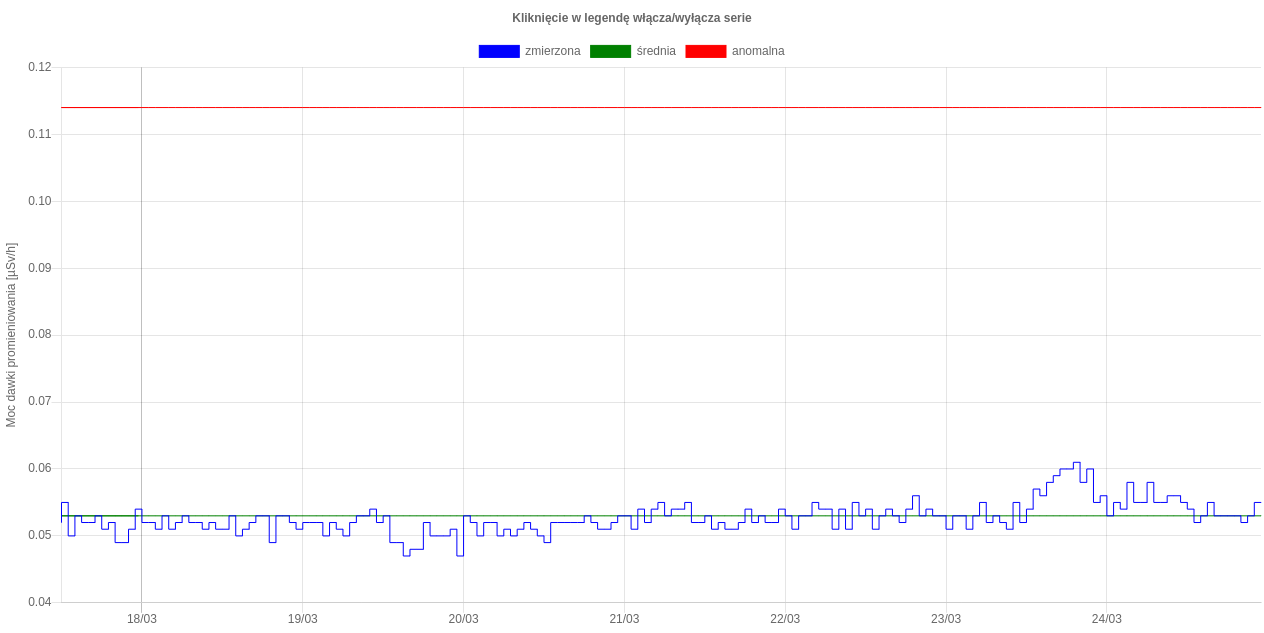 Kliknięcie w legendę włącza/wyłącza serie
zmierzona średnia anomalna
Moc dawki promieniowania [µSv/h]
0.12
0.11
0.10
0.09
0.08
0.07
0.06
0.05
0.04
18/03 19/03 20/03 21/03 22/03 23/03 24/03